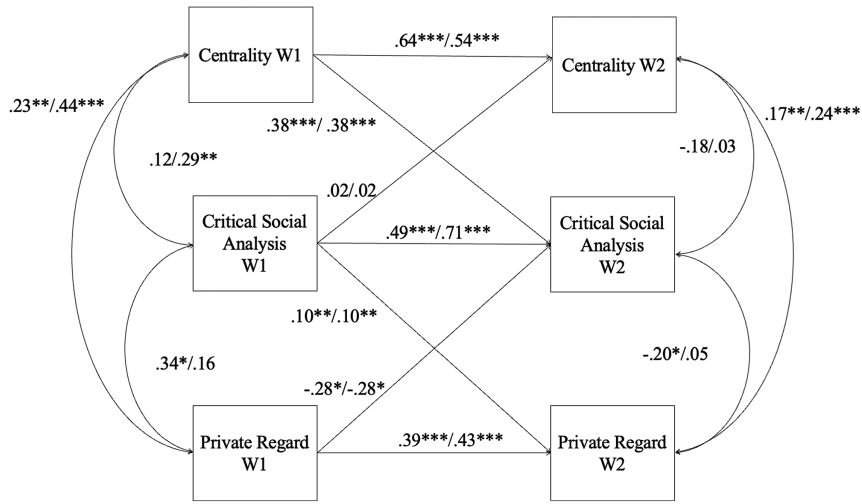 .64***/.54***
Centrality W1
Centrality W2
.23**/.44***
.17**/.24***
.38***/ .38***
.12/.29**
-.18/.03
.02/.02
Critical Social
Analysis
W1
.49***/.71***
Critical Social
Analysis
W2
.10**/.10**
.34*/.16
-.20*/.05
-.28*/-.28*
Private Regard
W1
.39***/.43***
Private Regard
W2